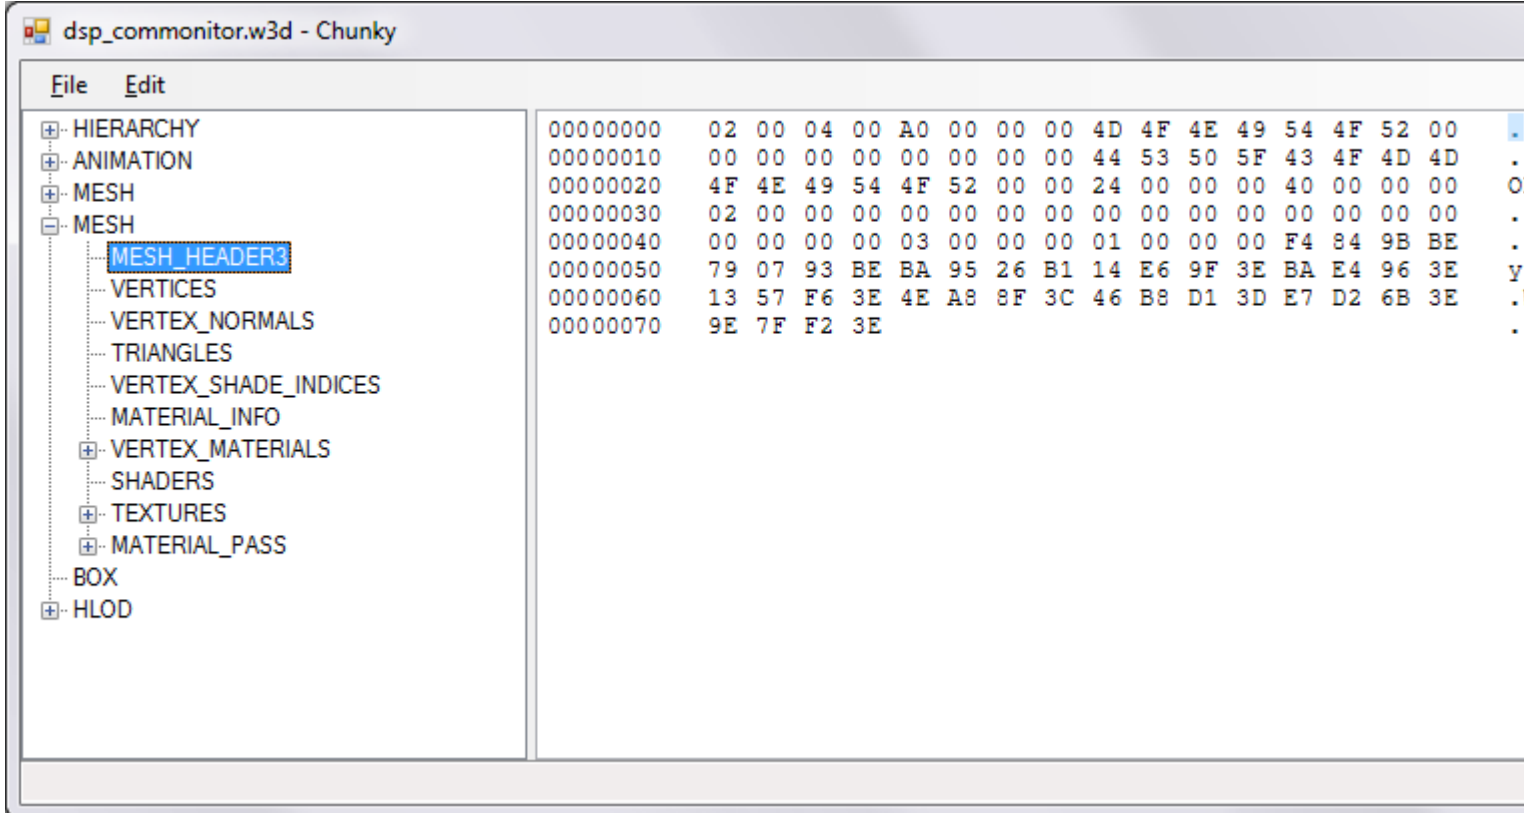 dsp_commonitor.w3d - Chunky
File Edit
HIERARCHY
ANIMATION
MESH
MESH
MESH_HEADER3
VERTICES
VERTEX_NORMALS
TRIANGLES
VERTEX_SHADE_INDICES
MATERIAL_INFO
VERTEX_MATERIALS
SHADERS
TEXTURES
MATERIAL_PASS
BOX
HLOD
00000000 02 00 04 00 A0 00 00 00 4D 4F 4E 49 54 4F 52 00 .
00000010 00 00 00 00 00 00 00 00 44 53 50 5F 43 4F 4D 4D .
00000020 4F 4E 49 54 4F 52 00 00 24 00 00 00 40 00 00 00 O
00000030 02 00 00 00 00 00 00 00 00 00 00 00 00 00 00 00 .
00000040 00 00 00 00 03 00 00 00 01 00 00 00 F4 84 9B BE .
00000050 79 07 93 BE BA 95 26 B1 14 E6 9F 3E BA E4 96 3E y
00000060 13 57 F6 3E 4E A8 8F 3C 46 B8 D1 3D E7 D2 6B 3E .
00000070 9E 7F F2 3E .